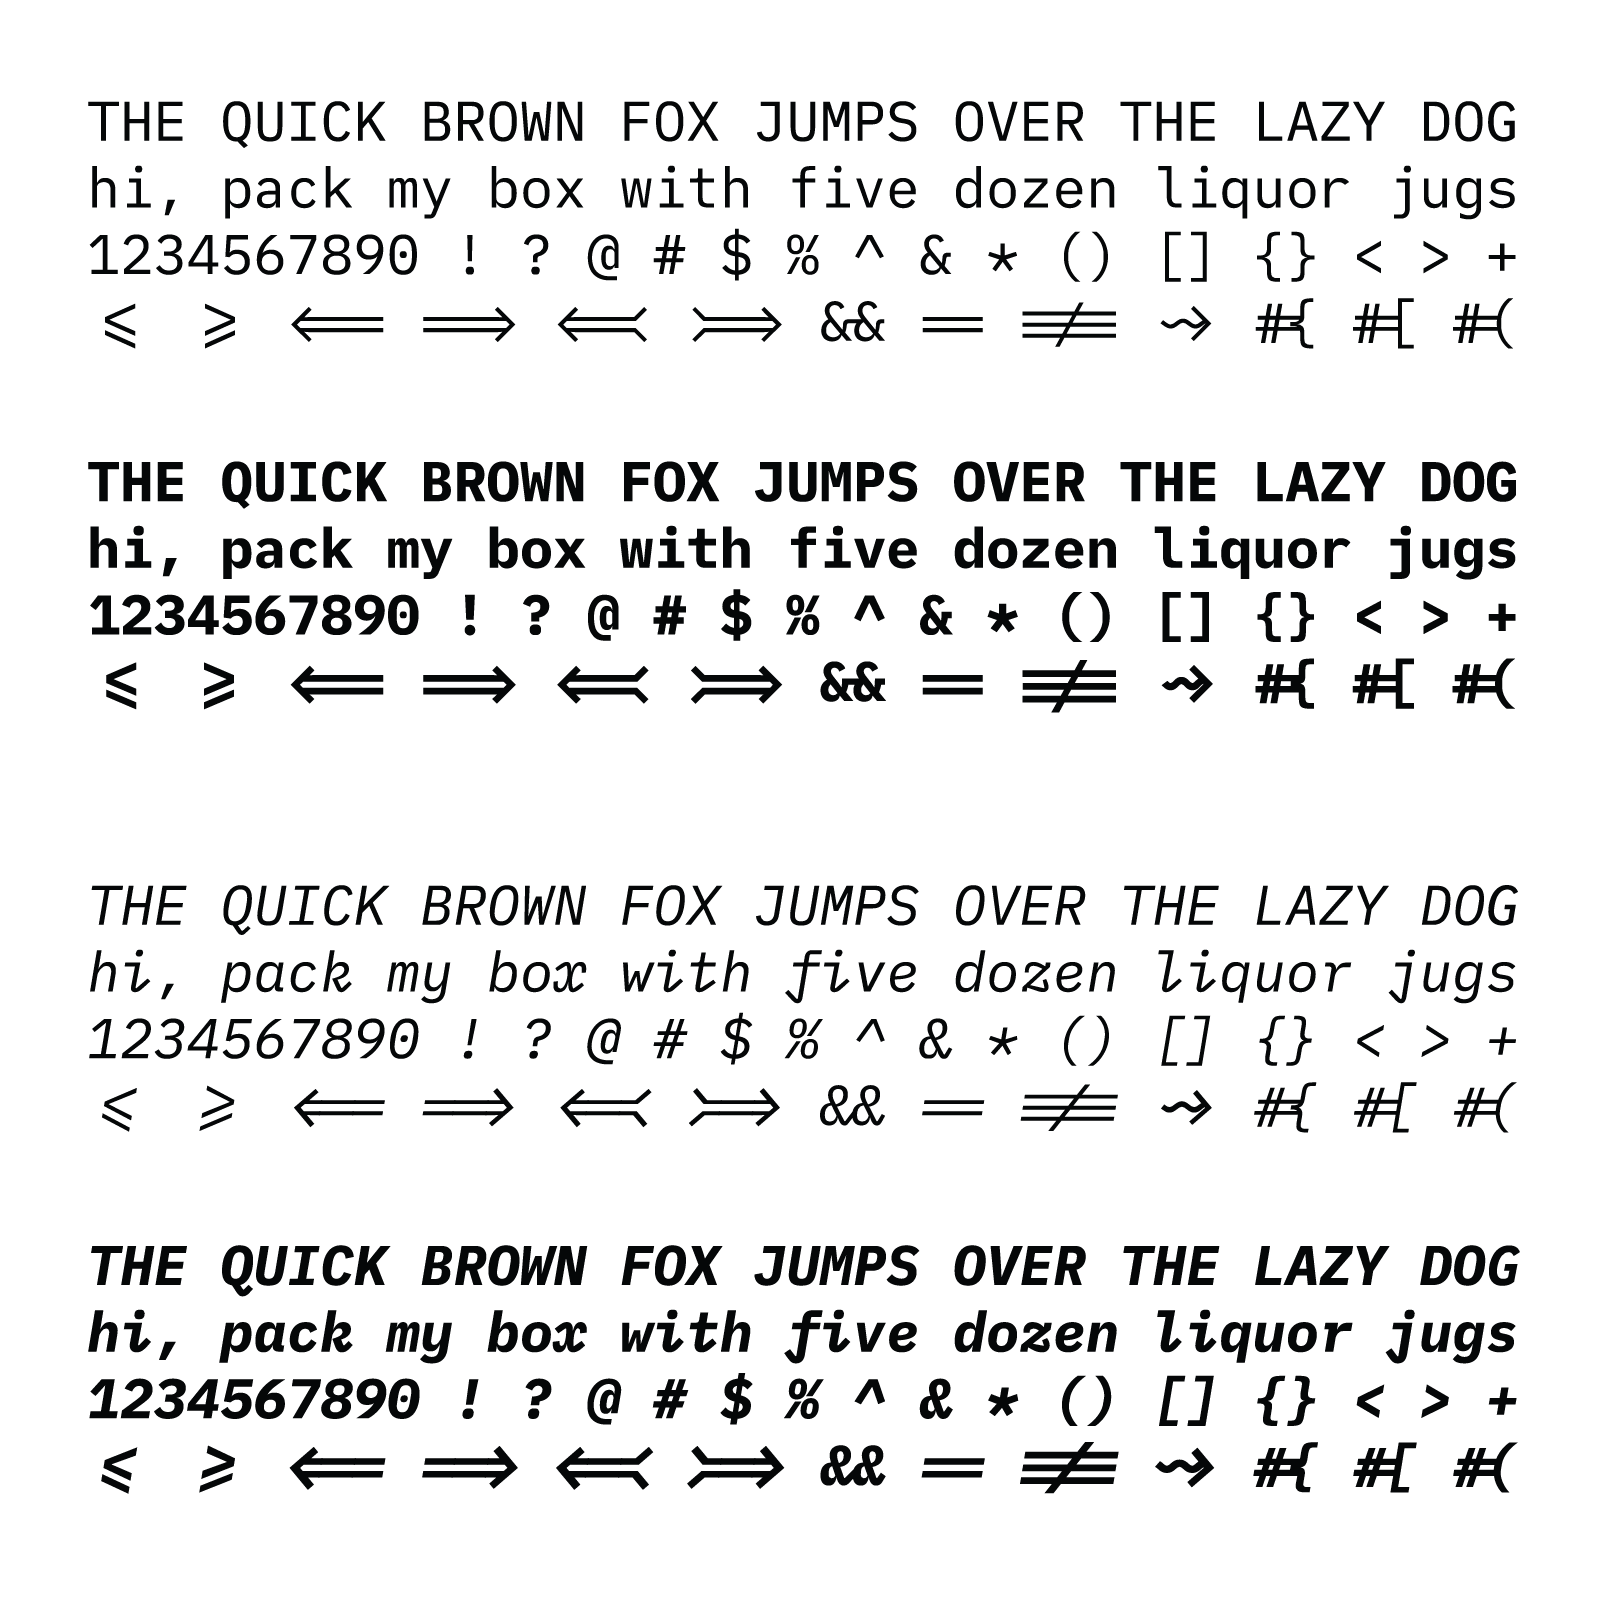 THE QUICK BROWN FOX JUMPS OVER THE LAZY DOG
hi, pack my box with five dozen liquor jugs
1234567890 ! ? @ # $ % ^ & * () [] {} < > +
⩽ ⩾ ⟸ ⟹ ⤙ ⤚ && == ≢ ⇝ #{ #[ #(
THE QUICK BROWN FOX JUMPS OVER THE LAZY DOG
hi, pack my box with five dozen liquor jugs
1234567890 ! ? @ # $ % ^ & * () [] {} < > +
⩽ ⩾ ⟸ ⟹ ⤙ ⤚ && == ≢ ⇝ #{ #[ #(
THE QUICK BROWN FOX JUMPS OVER THE LAZY DOG
hi, pack my box with five dozen liquor jugs
1234567890 ! ? @ # $ % ^ & * () [] {} < > +
⩽ ⩾ ⟸ ⟹ ⤙ ⤚ && == ≢ ⇝ #{ #[ #(
THE QUICK BROWN FOX JUMPS OVER THE LAZY DOG
hi, pack my box with five dozen liquor jugs
1234567890 ! ? @ # $ % ^ & * () [] {} < > +
⩽ ⩾ ⟸ ⟹ ⤙ ⤚ && == ≢ ⇝ #{ #[ #(